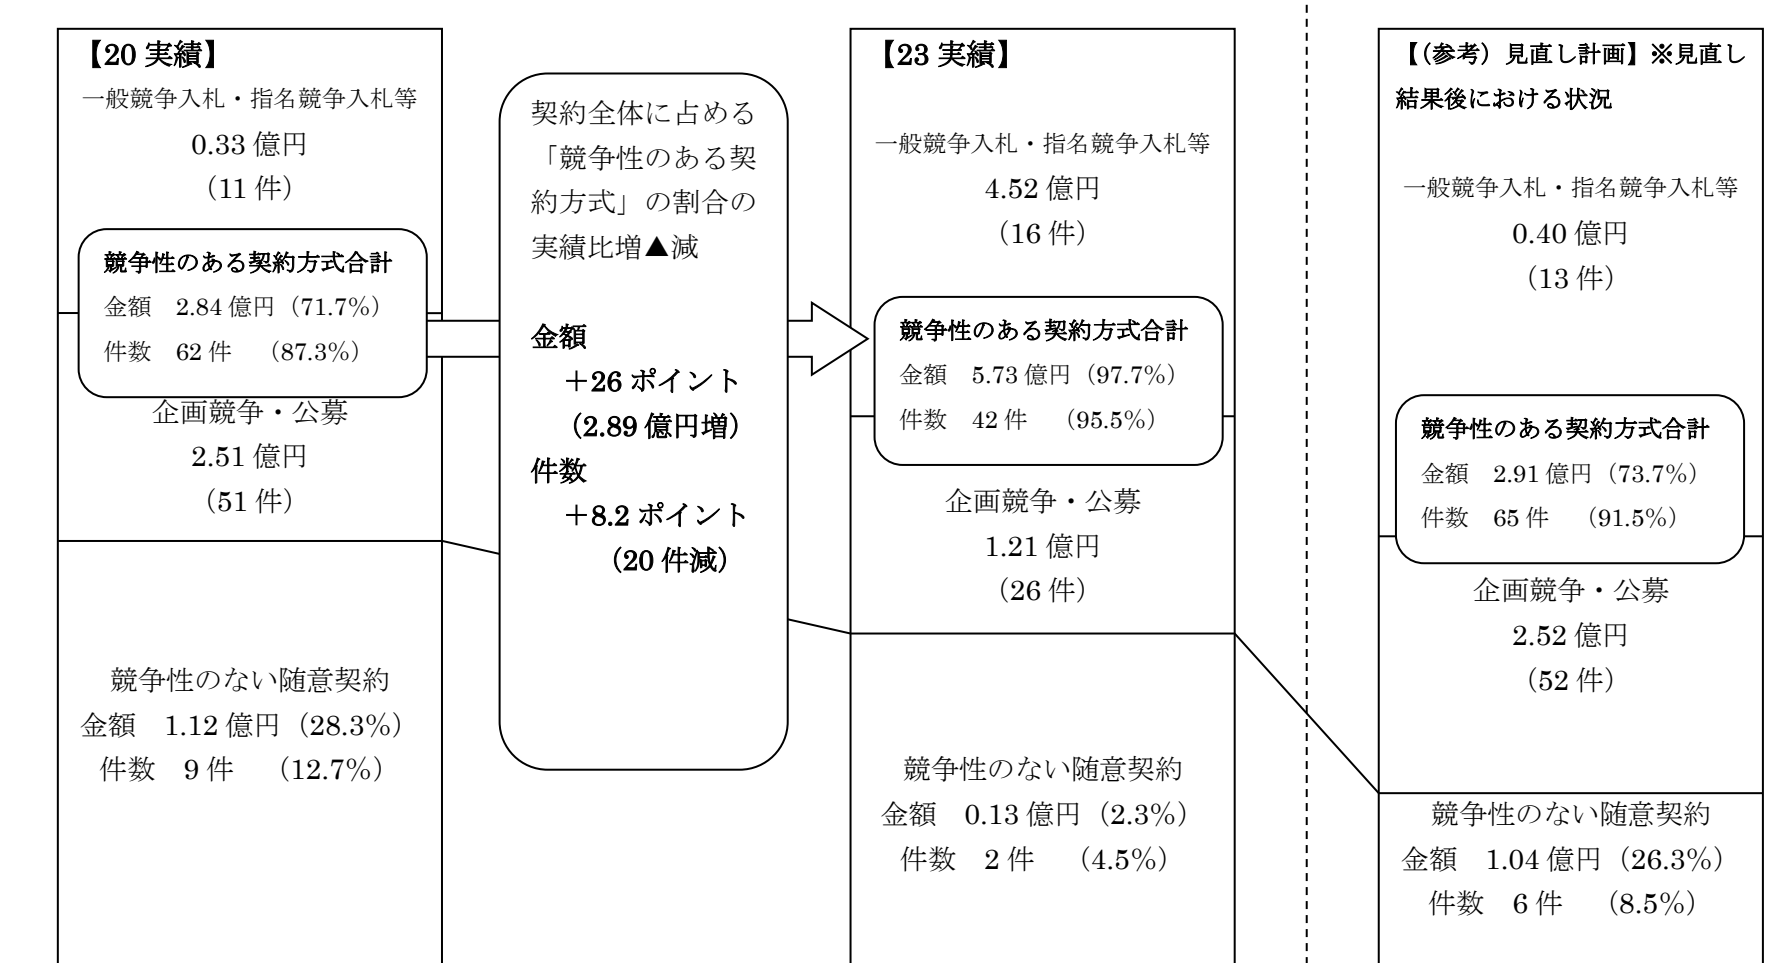 【20 実績】
一般競争入札・指名競争入札等
0.33 億円
（11 件）
競争性のある契約方式合計
金額　2.84 億円（71.7％）
件数　62 件　（87.3％）
企画競争・公募
2.51 億円
（51 件）
競争性のない随意契約
金額　1.12 億円（28.3％）
件数　9 件　（12.7％）
契約全体に占める
「競争性のある契
約方式」の割合の
実績比増▲減
金額
＋26 ポイント
（2.89 億円増）
件数
＋8.2 ポイント
（20 件減）
【23 実績】
一般競争入札・指名競争入札等
4.52 億円
（16 件）
競争性のある契約方式合計
金額　5.73 億円（97.7％）
件数　42 件　（95.5％）
企画競争・公募
1.21 億円
（26 件）
競争性のない随意契約
金額　0.13 億円（2.3％）
件数　2 件　（4.5％）
【（参考）見直し計画】※見直し
結果後における状況
一般競争入札・指名競争入札等
0.40 億円
（13 件）
競争性のある契約方式合計
金額　2.91 億円（73.7％）
件数　65 件　（91.5％）
企画競争・公募
2.52 億円
（52 件）
競争性のない随意契約
金額　1.04 億円（26.3％）
件数　6 件　（8.5％）